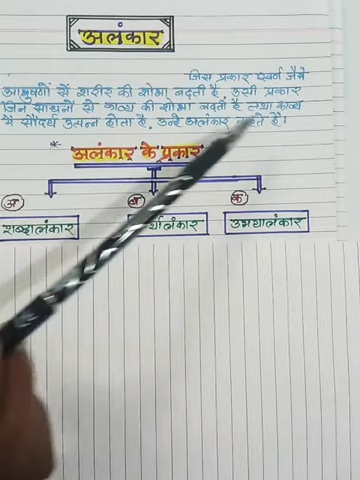 अलंकार
जिस प्रकार स्वर्ण जैसे
आभुषणों सें शरीर की शोभा बढ़ती है, उसी प्रकार
जिन साधनों से काव्य की शोभा बढ़ती है तथा काव्य
में सौंदर्य उत्पन्न होता है, उन्हे अलंकार कहते हैं।
* अलंकार के प्रकार
अ ब क
शब्दालंकार र्थालंकार उभयालंकार